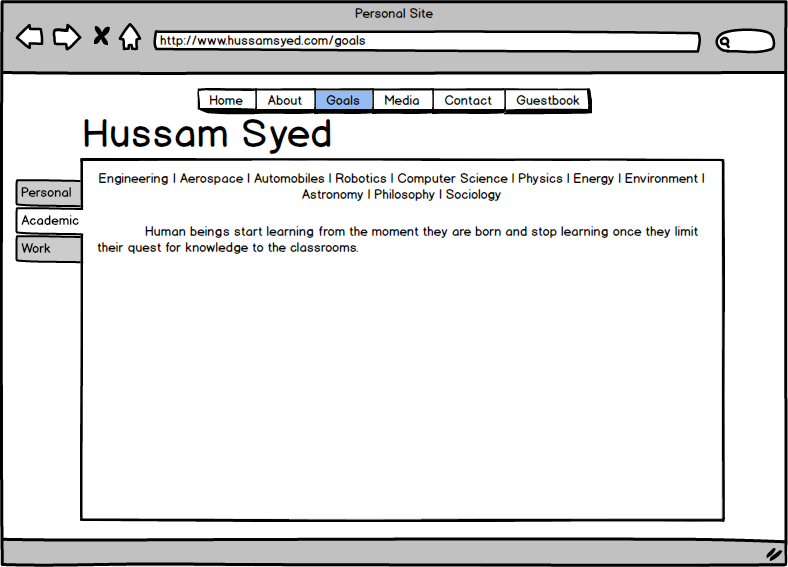 Personal Site
http://www.hussamsyed.com/goals
Home About Goals Media Contact Guestbook
Hussam Syed
Personal
Academic
Work
Engineering | Aerospace | Automobiles | Robotics | Computer Science | Physics | Energy | Environment |
Astronomy | Philosophy | Sociology
Human beings start learning from the moment they are born and stop learning once they limit
their quest for knowledge to the classrooms.